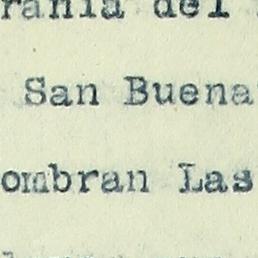 rania del
San Buena
ombran Las